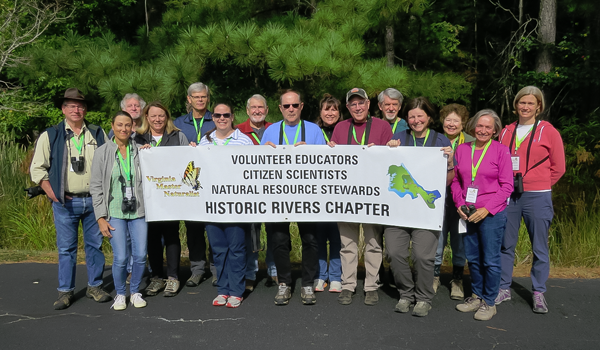 VOLUNTEER EDUCATORS
CITIZEN SCIENTISTS
NATURAL RESOURCE STEWARDS
HISTORIC RIVERS CHAPTER
Virginia
Master
Naturalist